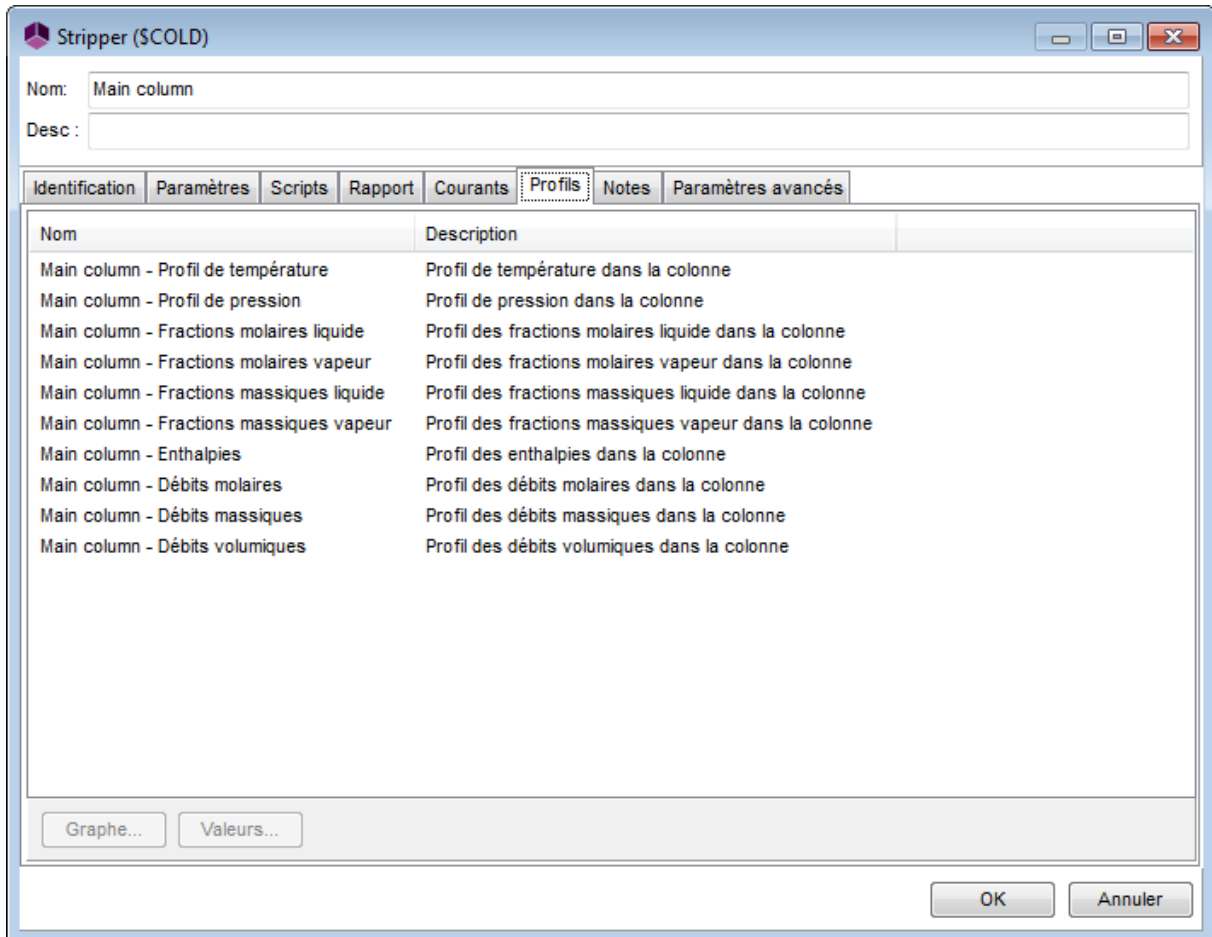 Stripper ($COLD)
Nom: Main column
Desc :
Identification Paramètres Scripts Rapport Courants Profils Notes Paramètres avancés
Nom Description
Main column - Profil de température Profil de température dans la colonne
Main column - Profil de pression Profil de pression dans la colonne
Main column - Fractions molaires liquide Profil des fractions molaires liquide dans la colonne
Main column - Fractions molaires vapeur Profil des fractions molaires vapeur dans la colonne
Main column - Fractions massiques liquide Profil des fractions massiques liquide dans la colonne
Main column - Fractions massiques vapeur Profil des fractions massiques vapeur dans la colonne
Main column - Enthalpies Profil des enthalpies dans la colonne
Main column - Débits molaires Profil des débits molaires dans la colonne
Main column - Débits massiques Profil des débits massiques dans la colonne
Main column - Débits volumiques Profil des débits volumiques dans la colonne
Graphe... Valeurs...
OK Annuler